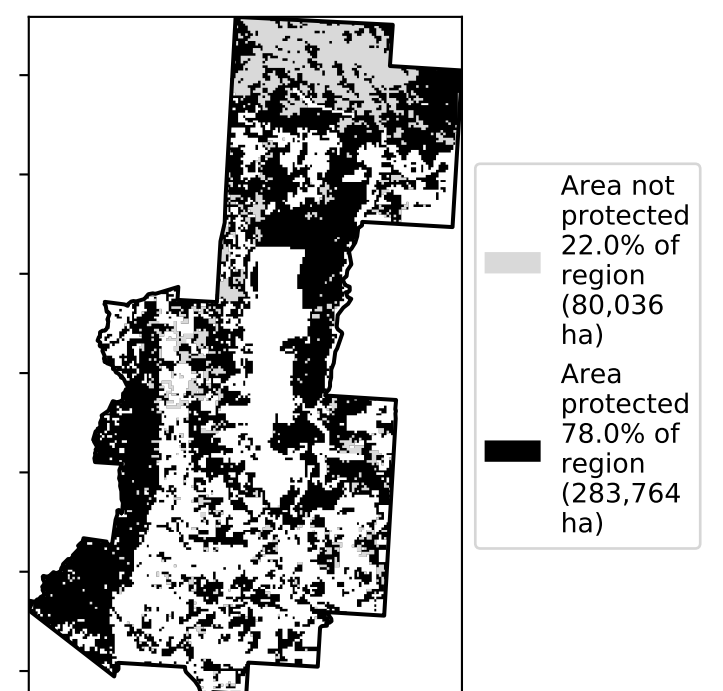 Area not
protected
22.0% of
region
(80,036
ha)
Area
protected
78.0% of
region
(283,764
ha)